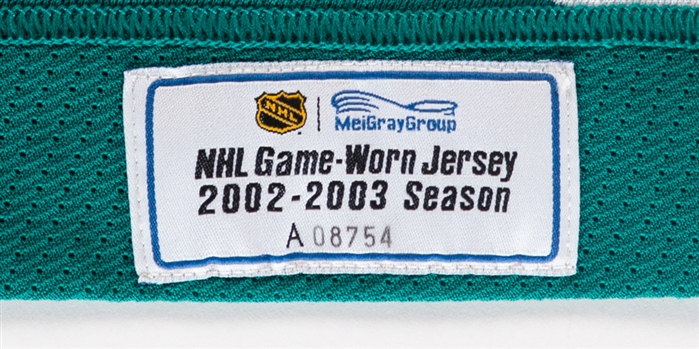 NHL MeiGrayGroup
NHL Game-Worn Jersey
2002-2003 Season
A 08754